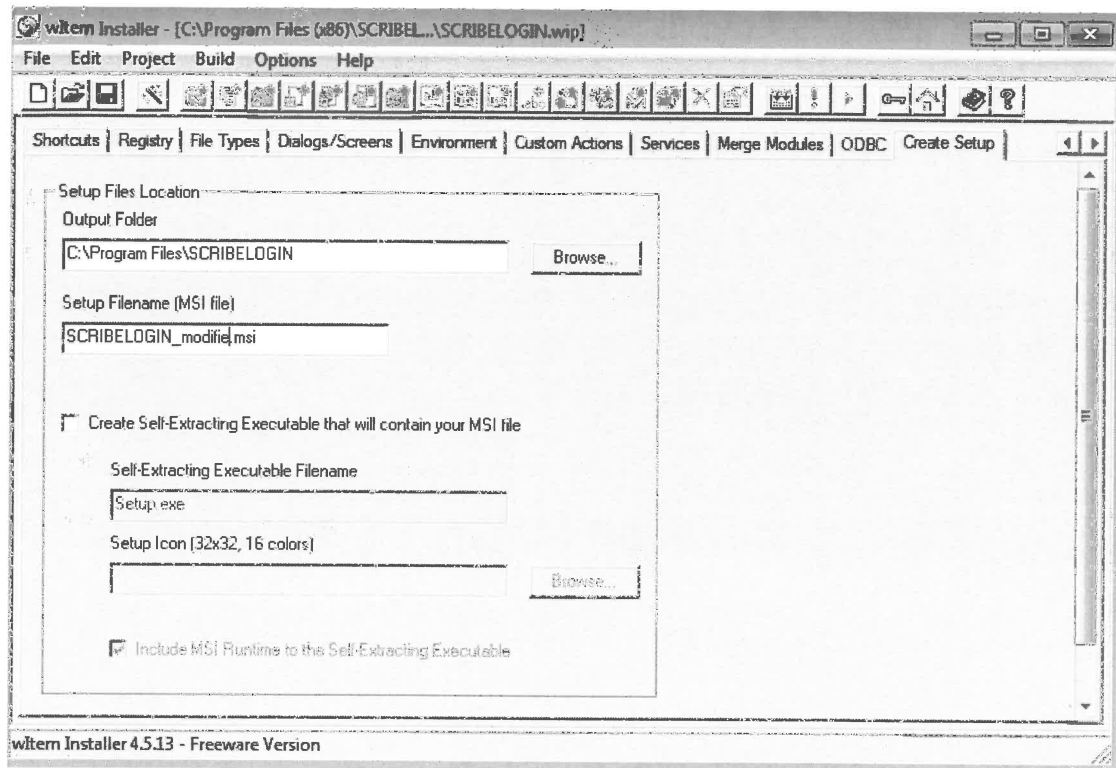 wItem Installer - [C:\Program Files (x86)\SCRIBEL...\SCRIBELOGIN.wip]
File Edit Project Build Options Help
Shortcuts Registry File Types Dialogs/Screens Environment Custom Actions Services Merge Modules ODBC Create Setup
Setup Files Location
Output Folder
C:\Program Files\SCRIBELOGIN Browse...
Setup Filename (MSI file)
SCRIBELOGIN_modifie.msi
Create Self-Extracting Executable that will contain your MSI file
Self-Extracting Executable Filename
Setup.exe
Setup Icon (32x32, 16 colors)
Browse...
Include MSI Runtime to the Self-Extracting Executable
wItem Installer 4.5.13 - Freeware Version